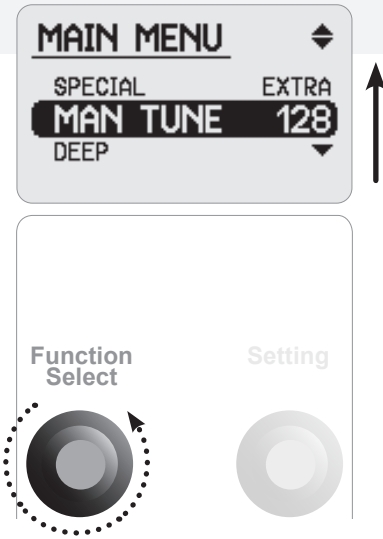 MAIN MENU
SPECIAL EXTRA
MAN TUNE 128
DEEP
Function Setting
Select